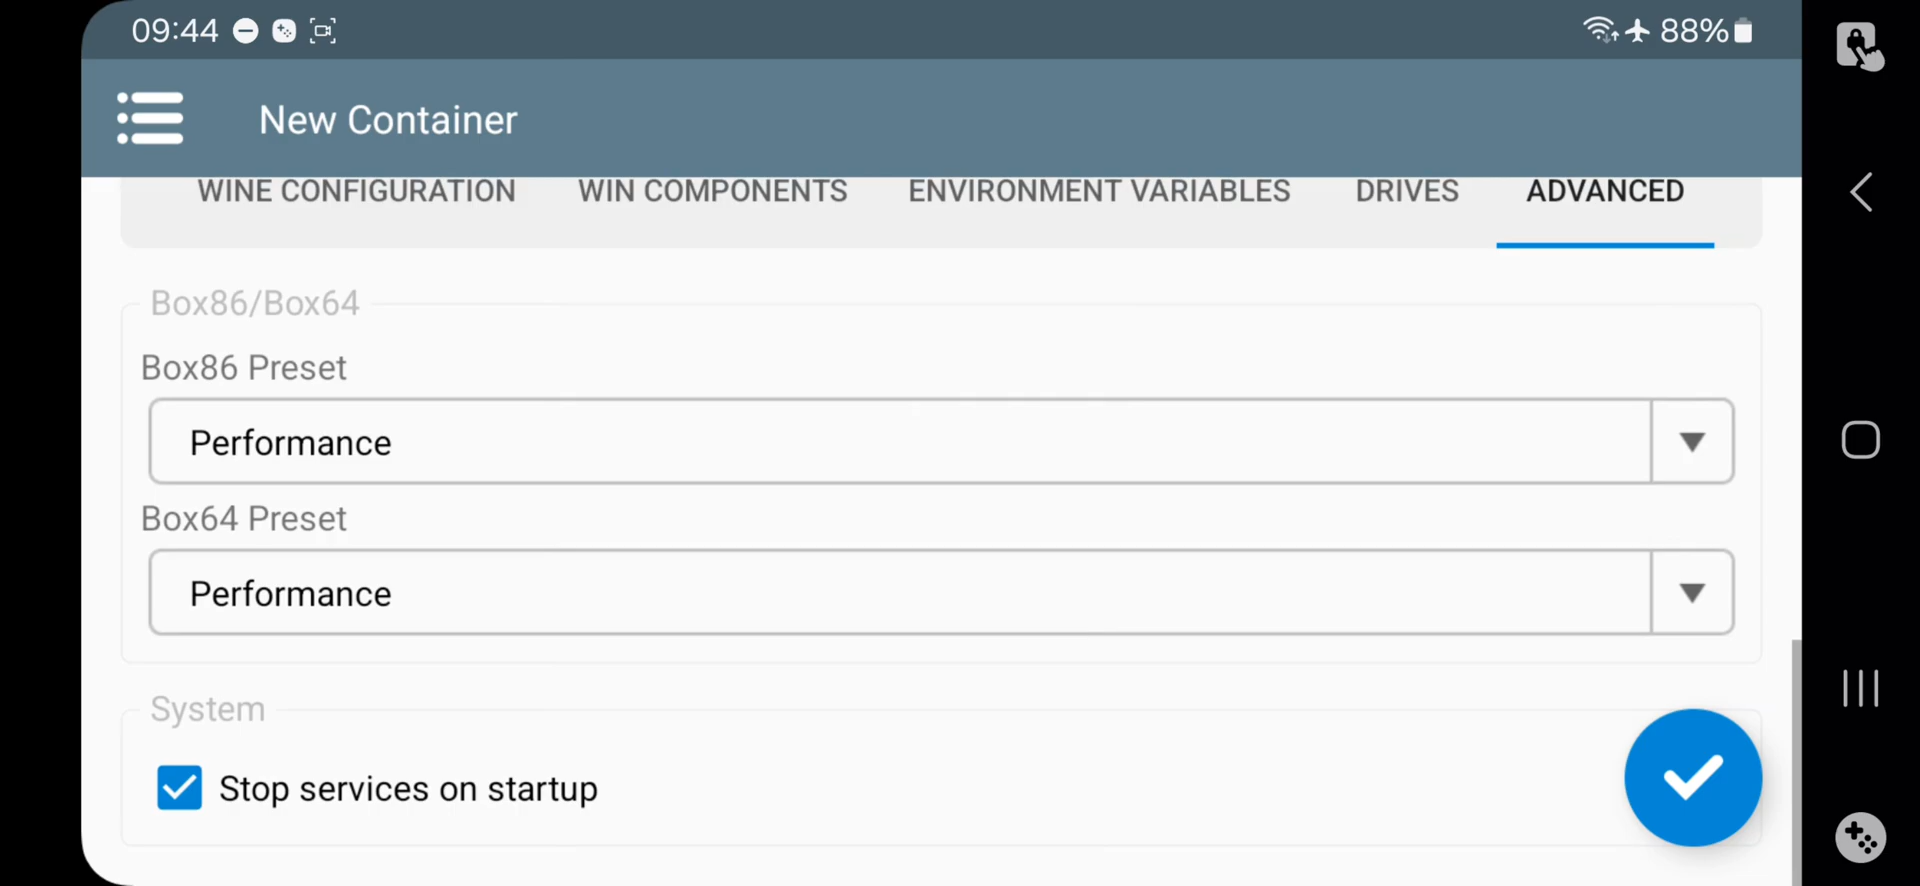 09:44
88%
New Container
WINE CONFIGURATION
WIN COMPONENTS
ENVIRONMENT VARIABLES
DRIVES
ADVANCED
Box86/Box64
Box86 Preset
Performance
Box64 Preset
Performance
System
Stop services on startup